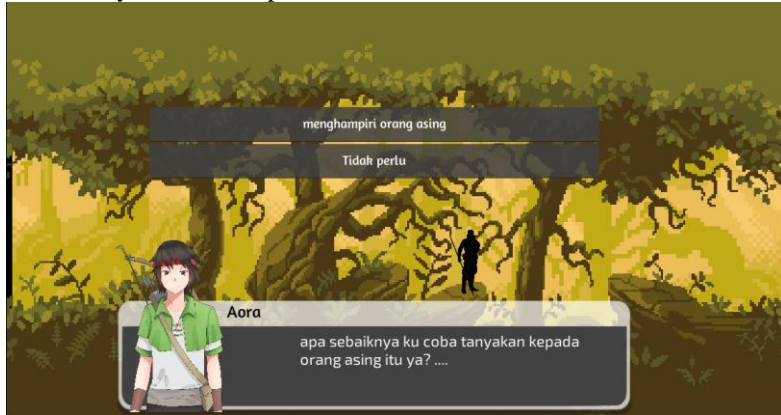 menghampiri orang asing
Tidak perlu
Aora
apa sebaiknya ku coba tanyakan kepada
orang asing itu ya? ....